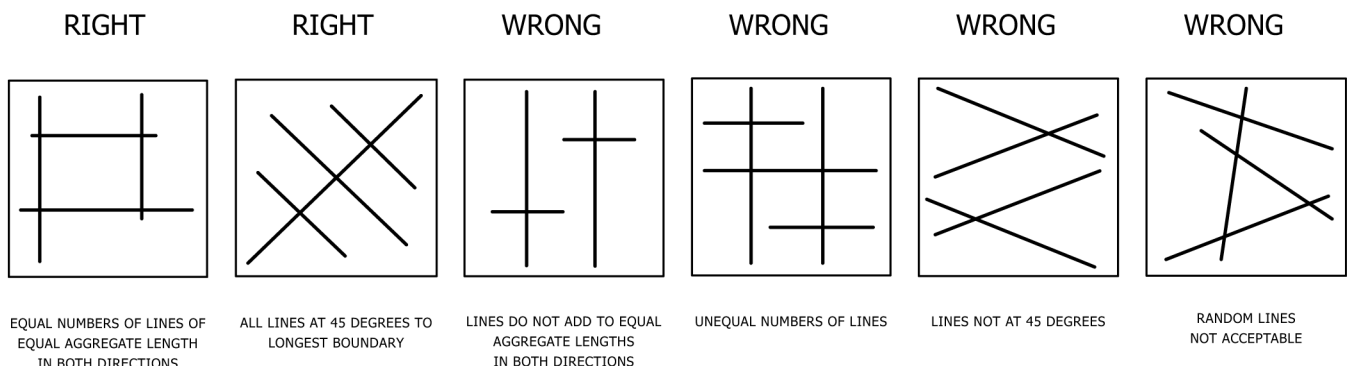 RIGHT
RIGHT
WRONG
WRONG
WRONG
WRONG
EQUAL NUMBERS OF LINES OF
EQUAL AGGREGATE LENGTH
IN BOTH DIRECTIONS
ALL LINES AT 45 DEGREES TO
LONGEST BOUNDARY
LINES DO NOT ADD TO EQUAL
AGGREGATE LENGTHS
IN BOTH DIRECTIONS
UNEQUAL NUMBERS OF LINES
LINES NOT AT 45 DEGREES
RANDOM LINES
NOT ACCEPTABLE